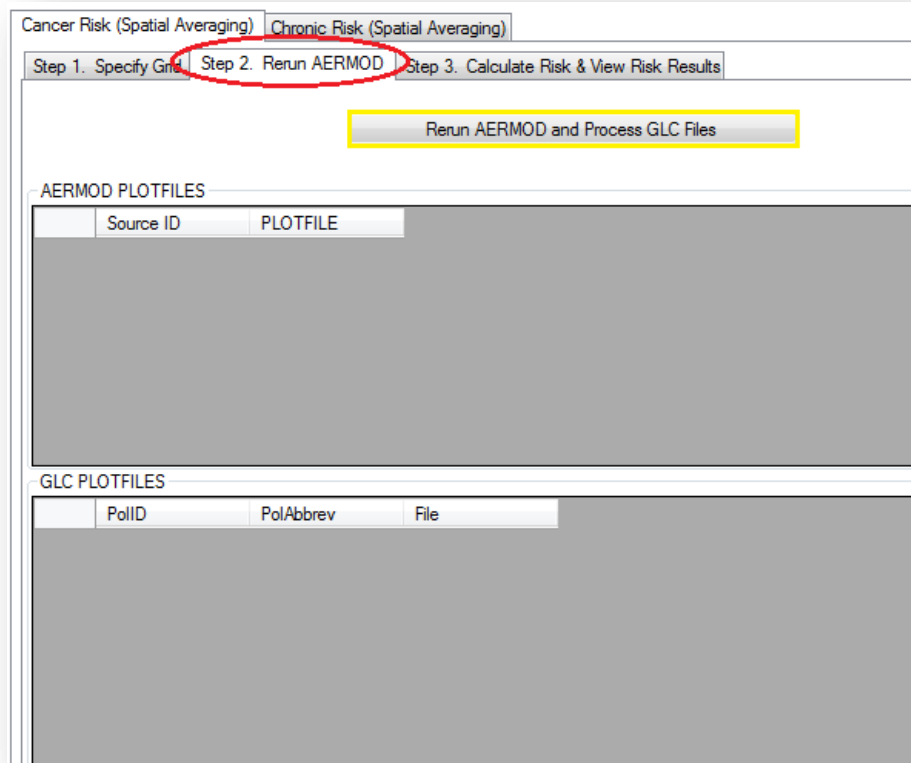 Cancer Risk (Spatial Averaging) Chronic Risk (Spatial Averaging)
Step 1. Specify Grid Step 2. Rerun AERMOD Step 3. Calculate Risk & View Risk Results
Rerun AERMOD and Process GLC Files
AERMOD PLOTFILES
Source ID PLOTFILE
GLC PLOTFILES
PolID PolAbbrev File